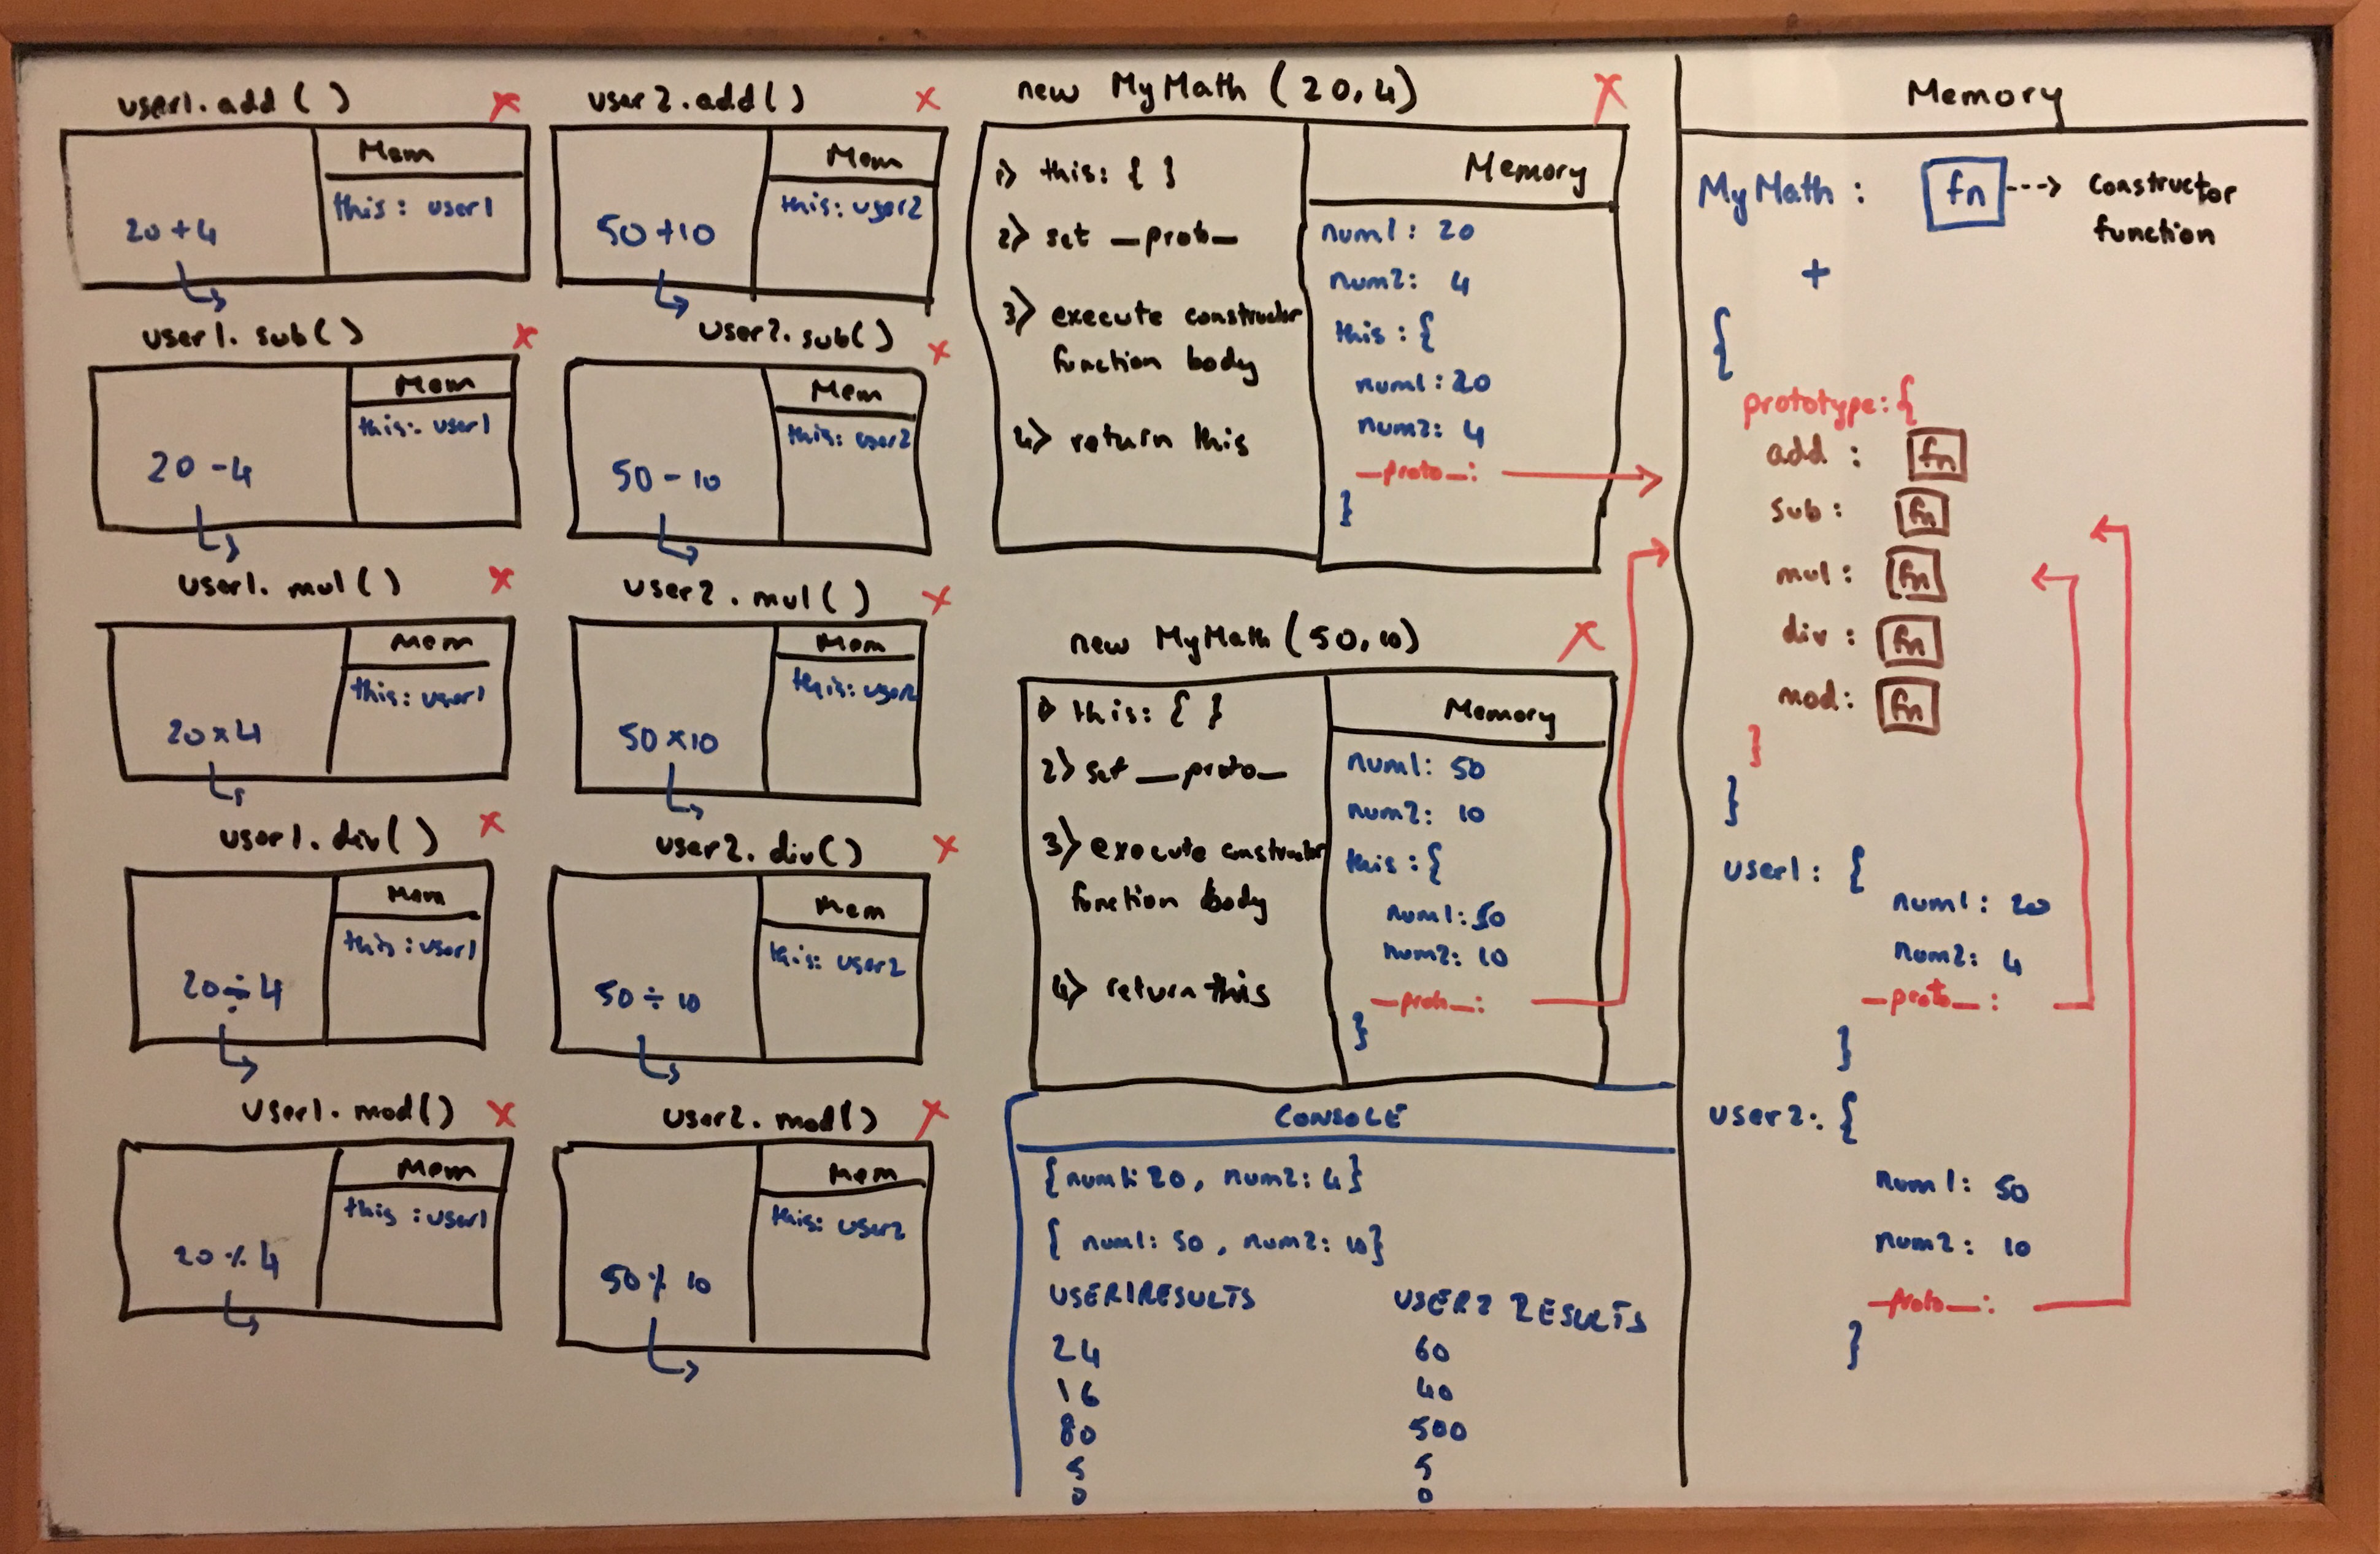 user1.add ( )
Mem
this : user1
20+4
user1. sub ( )
Mem
this: user1
20 - 4
user1. mul ( )
Mem
this: user1
20 x 4
user1. div ( )
Mem
this : user1
20 ÷ 4
user1. mod ( )
Mem
this : user1
20 % 4
user2.add ( )
Mem
this: user2
50+10
user2. sub ( )
Mem
this: user2
50 - 10
user2 . mul ( )
Mem
this: user2
50 x 10
user2. div ( )
Mem
this: user2
50 ÷ 10
user2. mod ( )
Mem
this: user2
50 % 10
new MyMath (20,4)
1> this: { }
2> set __proto__
3> execute constructor
function body
4> return this
Memory
num1: 20
num2: 4
this : {
num1: 20
num2: 4
__proto__:
}
new MyMath (50,10)
1> this: { }
2> set __proto__
3> execute constructor
function body
4> return this
Memory
num1: 50
num2: 10
this : {
num1: 50
num2: 10
__proto__:
}
CONSOLE
{num1: 20, num2: 4}
{ num1: 50, num2: 10}
USER1RESULTS
24
16
80
5
0
USER2 RESULTS
60
40
500
5
0
Memory
MyMath : fn ---> constructor
function
+
{
prototype: {
add : fn
sub : fn
mul : fn
div : fn
mod : fn
}
}
user1: {
num1 : 20
num2: 4
__proto__:
}
user2: {
num1: 50
num2: 10
__proto__:
}